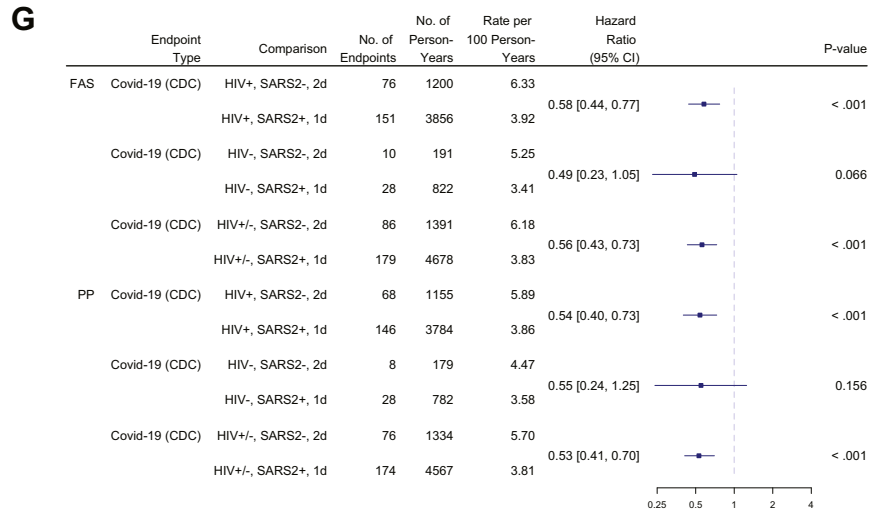 G
No. of Rate per Hazard
Endpoint No. of Person- 100 Person- Ratio
Type Comparison Endpoints Years Years (95% CI) P-value
FAS Covid-19 (CDC) HIV+, SARS2-, 2d 76 1200 6.33
0.58 [0.44, 0.77] < .001
HIV+, SARS2+, 1d 151 3856 3.92
Covid-19 (CDC) HIV-, SARS2-, 2d 10 191 5.25
0.49 [0.23, 1.05] 0.066
HIV-, SARS2+, 1d 28 822 3.41
Covid-19 (CDC) HIV+/-, SARS2-, 2d 86 1391 6.18
0.56 [0.43, 0.73] < .001
HIV+/-, SARS2+, 1d 179 4678 3.83
PP Covid-19 (CDC) HIV+, SARS2-, 2d 68 1155 5.89
0.54 [0.40, 0.73] < .001
HIV+, SARS2+, 1d 146 3784 3.86
Covid-19 (CDC) HIV-, SARS2-, 2d 8 179 4.47
0.55 [0.24, 1.25] 0.156
HIV-, SARS2+, 1d 28 782 3.58
Covid-19 (CDC) HIV+/-, SARS2-, 2d 76 1334 5.70
0.53 [0.41, 0.70] < .001
HIV+/-, SARS2+, 1d 174 4567 3.81
0.25 0.5 1 2 4